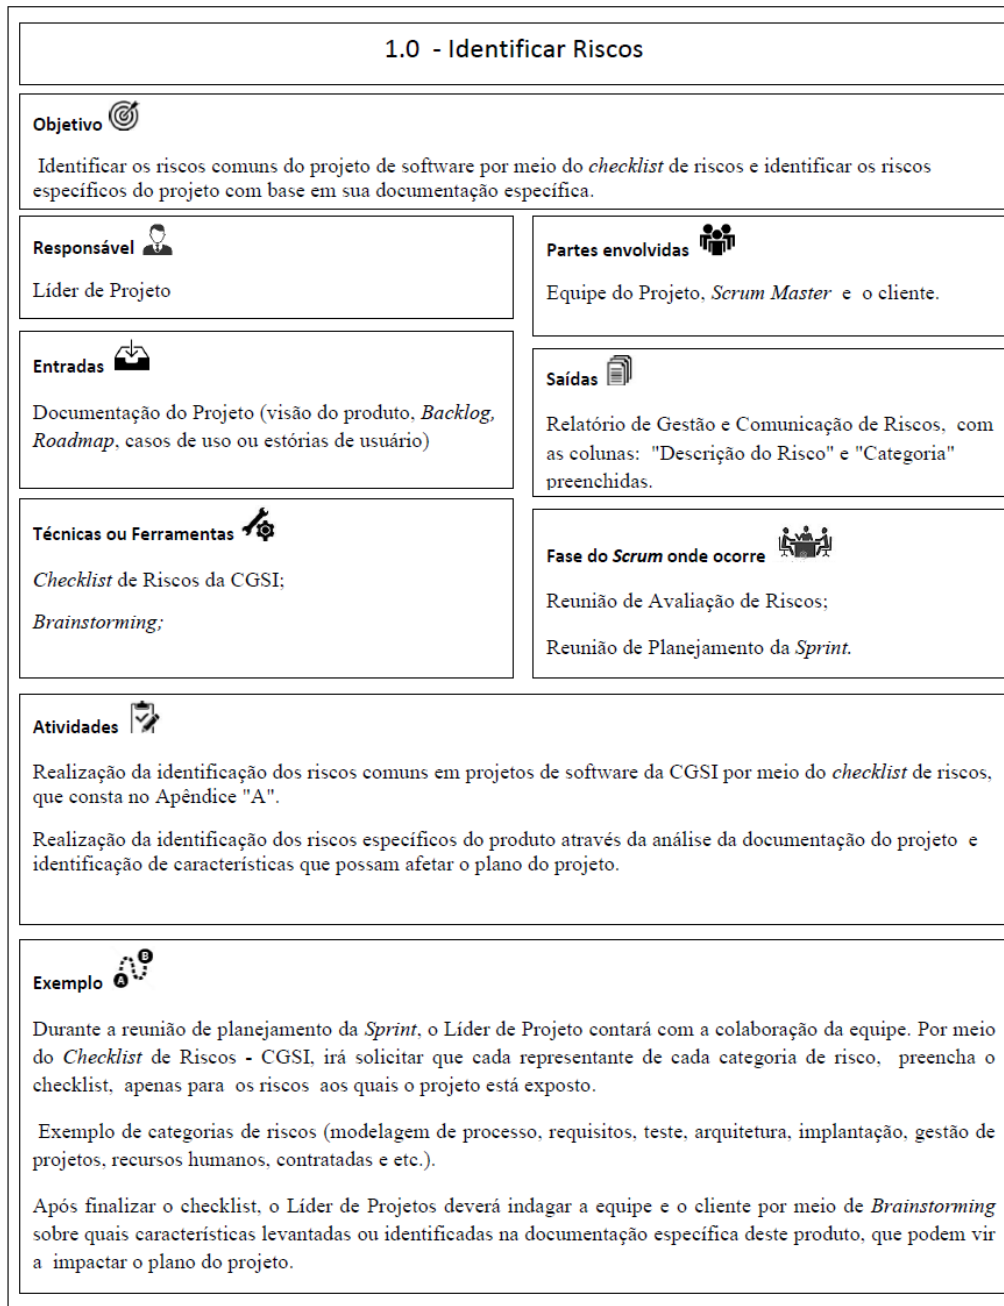 1.0 - Identificar Riscos
Objetivo
Identificar os riscos comuns do projeto de software por meio do checklist de riscos e identificar os riscos
específicos do projeto com base em sua documentação específica.
Responsável
Líder de Projeto
Partes envolvidas
Equipe do Projeto, Scrum Master e o cliente.
Entradas
Documentação do Projeto (visão do produto, Backlog,
Roadmap, casos de uso ou estórias de usuário)
Saídas
Relatório de Gestão e Comunicação de Riscos, com
as colunas: "Descrição do Risco" e "Categoria"
preenchidas.
Técnicas ou Ferramentas
Checklist de Riscos da CGSI;
Brainstorming;
Fase do Scrum onde ocorre
Reunião de Avaliação de Riscos;
Reunião de Planejamento da Sprint.
Atividades
Realização da identificação dos riscos comuns em projetos de software da CGSI por meio do checklist de riscos,
que consta no Apêndice "A".
Realização da identificação dos riscos específicos do produto através da análise da documentação do projeto e
identificação de características que possam afetar o plano do projeto.
Exemplo
A
B
Durante a reunião de planejamento da Sprint, o Líder de Projeto contará com a colaboração da equipe. Por meio
do Checklist de Riscos - CGSI, irá solicitar que cada representante de cada categoria de risco, preencha o
checklist, apenas para os riscos aos quais o projeto está exposto.
Exemplo de categorias de riscos (modelagem de processo, requisitos, teste, arquitetura, implantação, gestão de
projetos, recursos humanos, contratadas e etc.).
Após finalizar o checklist, o Líder de Projetos deverá indagar a equipe e o cliente por meio de Brainstorming
sobre quais características levantadas ou identificadas na documentação específica deste produto, que podem vir
a impactar o plano do projeto.